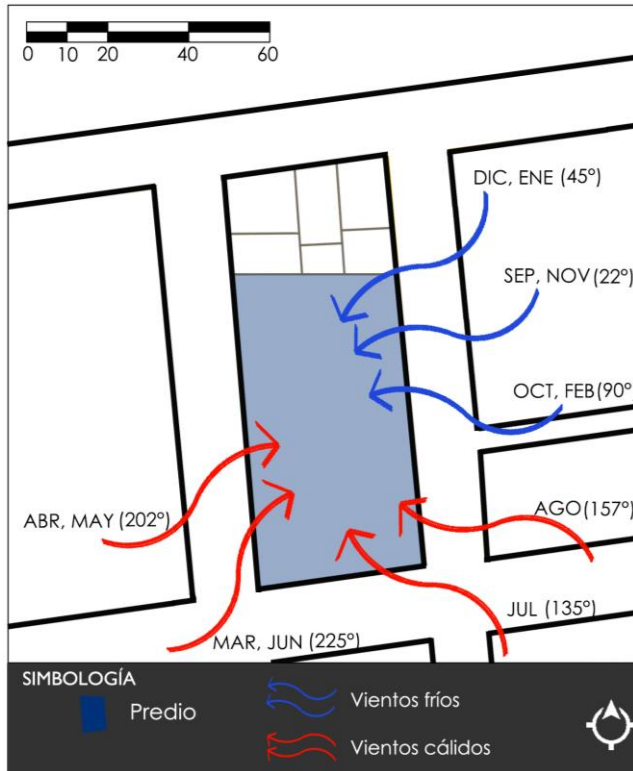 0 10 20 40 60
DIC, ENE (45°)
SEP, NOV (22°)
OCT, FEB (90°
ABR, MAY (202°)
AGO (157°)
JUL (135°)
MAR, JUN (225°)
SIMBOLOGÍA
Predio
Vientos fríos
Vientos cálidos